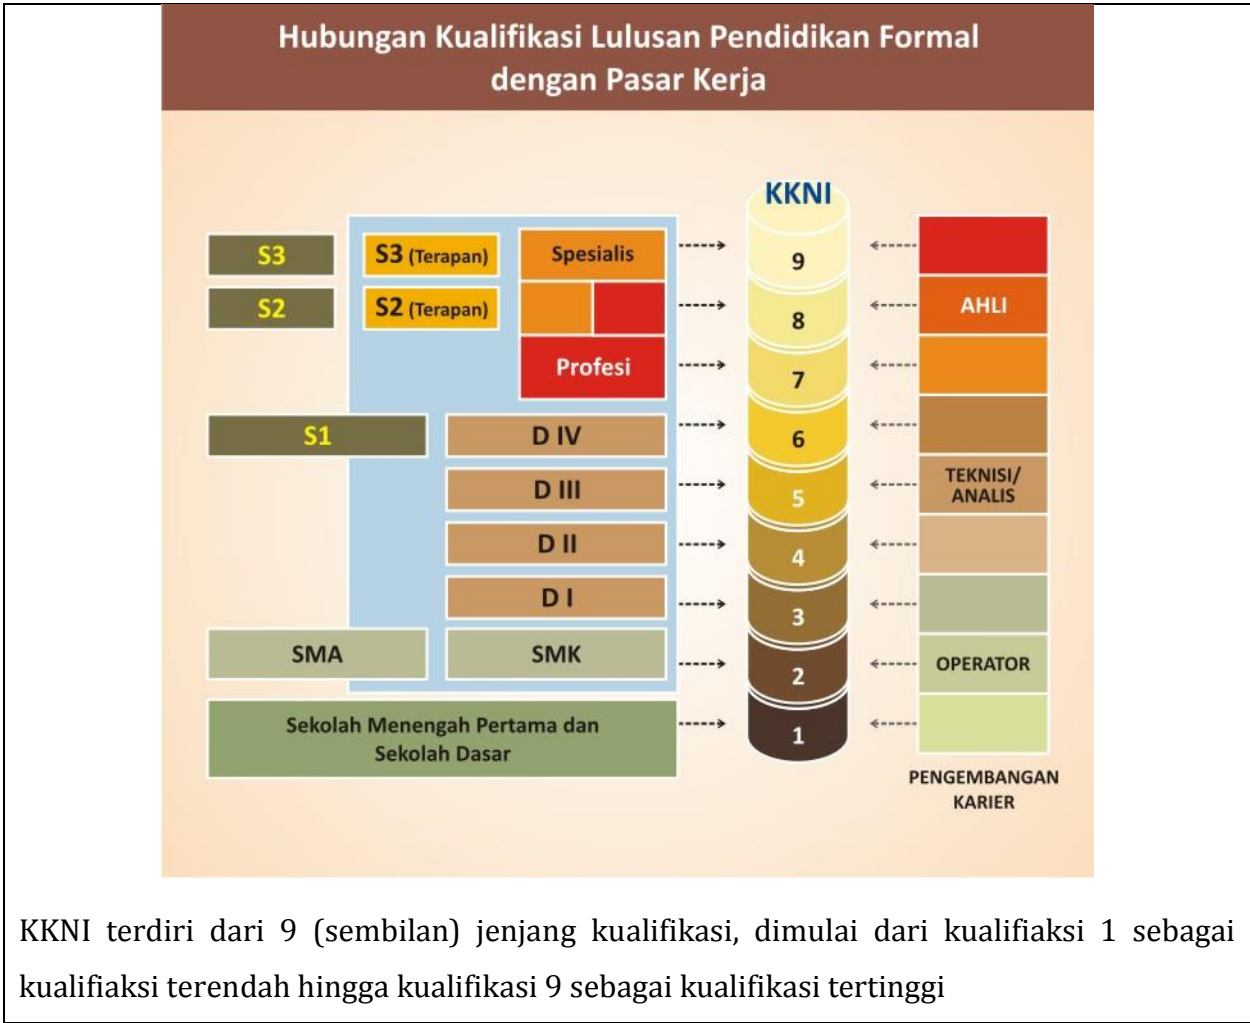 Hubungan Kualifikasi Lulusan Pendidikan Formal
dengan Pasar Kerja
KKNI
S3
S3 (Terapan)
Spesialis
9
S2
S2 (Terapan)
8
AHLI
Profesi
7
S1
D IV
6
D III
5
TEKNISI/
ANALIS
D II
4
D I
3
SMA
SMK
2
OPERATOR
Sekolah Menengah Pertama dan
Sekolah Dasar
1
PENGEMBANGAN
KARIER
KKNI terdiri dari 9 (sembilan) jenjang kualifikasi, dimulai dari kualifiaksi 1 sebagai
kualifiaksi terendah hingga kualifikasi 9 sebagai kualifikasi tertinggi